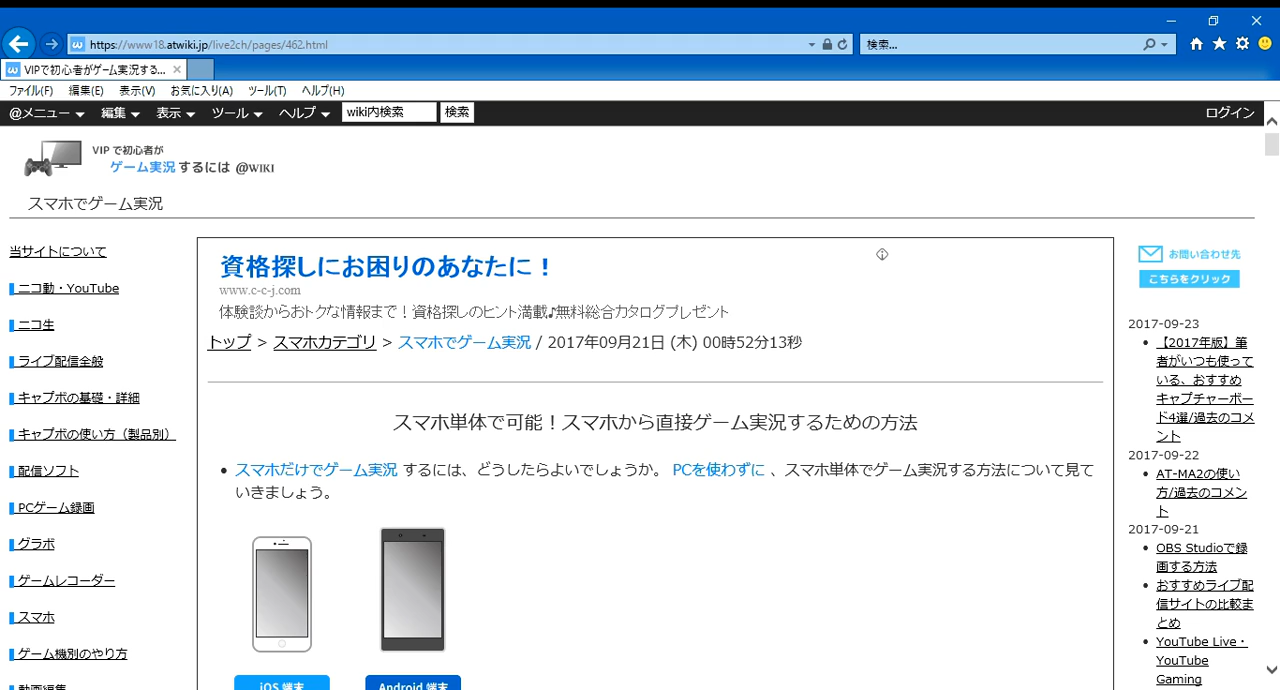 https://www18.atwiki.jp/live2ch/pages/462.html
検索...
VIPで初心者がゲーム実況する...
ファイル(F) 編集(E) 表示(V) お気に入り(A) ツール(T) ヘルプ(H)
@メニュー 編集 表示 ツール ヘルプ wiki内検索 検索 ログイン
VIP で初心者が
ゲーム実況 するには @WIKI
スマホでゲーム実況
当サイトについて
ニコ動・YouTube
ニコ生
ライブ配信全般
キャプボの基礎・詳細
キャプボの使い方（製品別）
配信ソフト
PCゲーム録画
グラボ
ゲームレコーダー
スマホ
ゲーム機別のやり方
動画編集
資格探しにお困りのあなたに！
www.c-c-j.com
体験談からおトクな情報まで！資格探しのヒント満載♪無料総合カタログプレゼント
トップ > スマホカテゴリ > スマホでゲーム実況 / 2017年09月21日 (木) 00時52分13秒
スマホ単体で可能！スマホから直接ゲーム実況するための方法
スマホだけでゲーム実況 するには、どうしたらよいでしょうか。 PCを使わずに 、スマホ単体でゲーム実況する方法について見て
いきましょう。
iOS 端末
Android 端末
お問い合わせ先
こちらをクリック
2017-09-23
【2017年版】筆
者がいつも使って
いる、おすすめ
キャプチャーボー
ド4選/過去のコメ
ント
2017-09-22
AT-MA2の使い
方/過去のコメン
ト
2017-09-21
OBS Studioで録
画する方法
おすすめライブ配
信サイトの比較ま
とめ
YouTube Live・
YouTube
Gaming